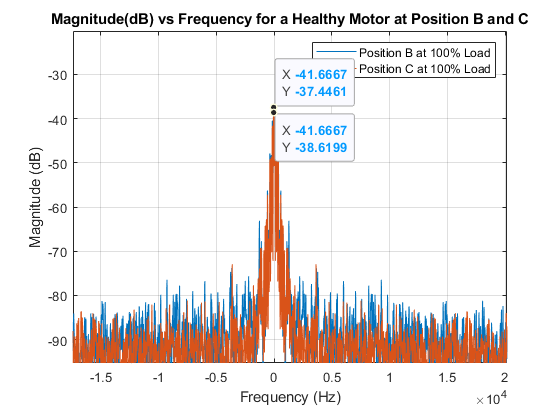 Magnitude(dB) vs Frequency for a Healthy Motor at Position B and C
Position B at 100% Load
Position C at 100% Load
X -41.6667
Y -37.4461
X -41.6667
Y -38.6199
Magnitude (dB)
-30
-40
-50
-60
-70
-80
-90
-1.5 -1 -0.5 0 0.5 1 1.5 2
Frequency (Hz)
× 10⁴